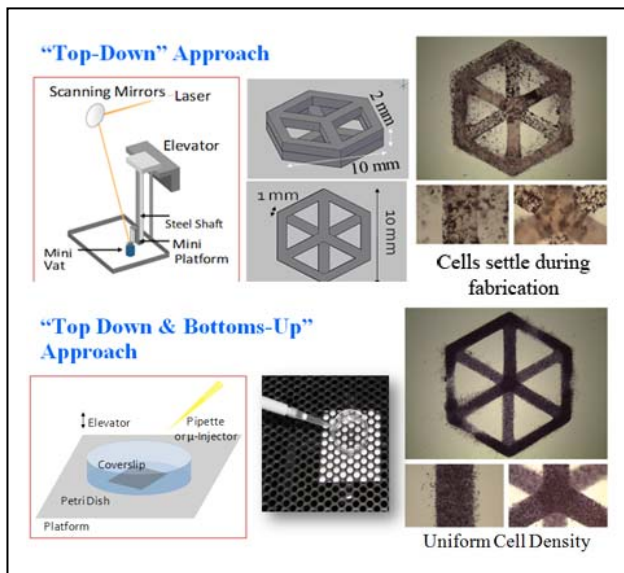 “Top-Down” Approach
Scanning Mirrors
Laser
Elevator
Steel Shaft
Mini
Vat
Mini
Platform
2 mm
10 mm
1 mm
10 mm
Cells settle during
fabrication
“Top Down & Bottoms-Up”
Approach
Elevator
Pipette
or µ-Injector
Coverslip
Petri Dish
Platform
Uniform Cell Density